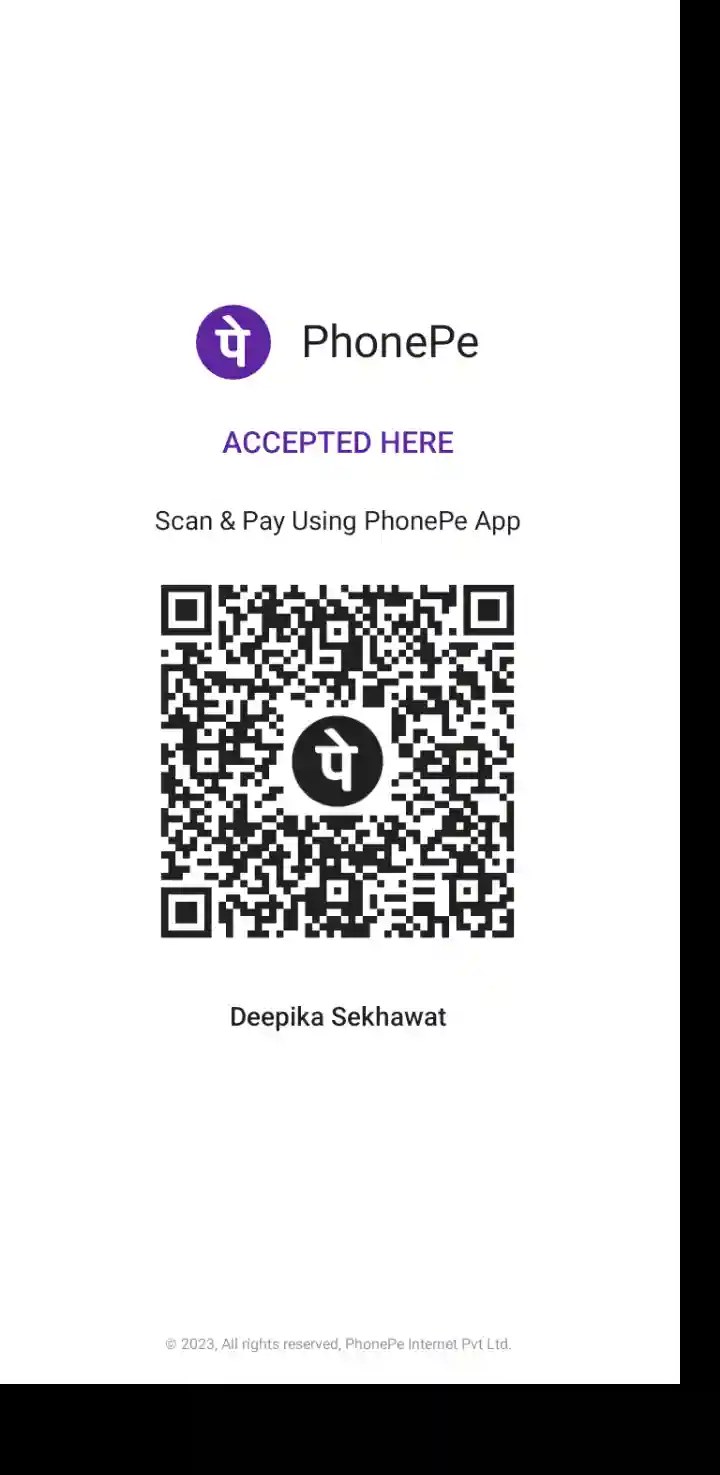 पे PhonePe
ACCEPTED HERE
Scan & Pay Using PhonePe App
पे
Deepika Sekhawat
© 2023, All rights reserved, PhonePe Internet Pvt Ltd.